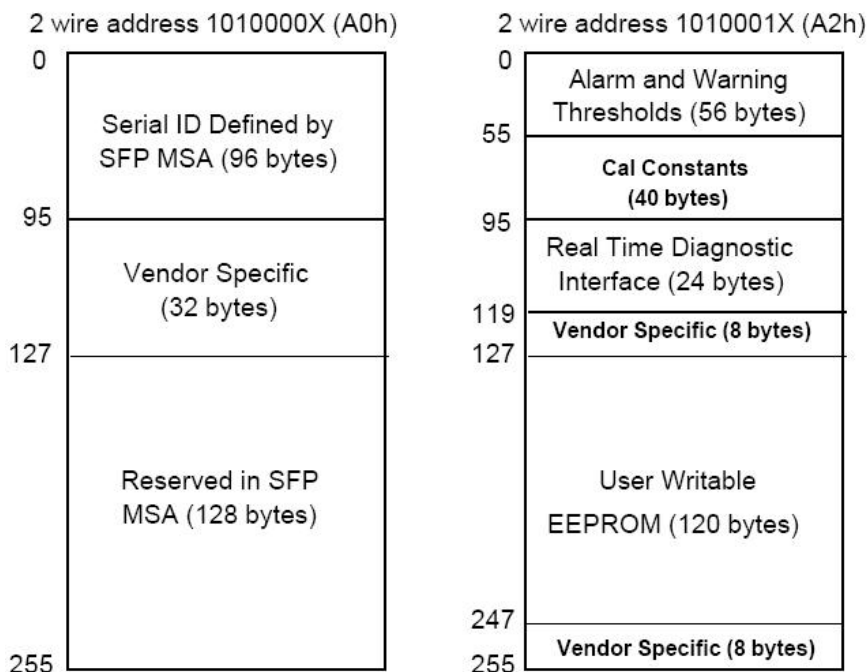 2 wire address 1010000X (A0h)
0
Serial ID Defined by
SFP MSA (96 bytes)
95
Vendor Specific
(32 bytes)
127
Reserved in SFP
MSA (128 bytes)
255
2 wire address 1010001X (A2h)
0
Alarm and Warning
Thresholds (56 bytes)
55
Cal Constants
(40 bytes)
95
Real Time Diagnostic
Interface (24 bytes)
119
Vendor Specific (8 bytes)
127
User Writable
EEPROM (120 bytes)
247
Vendor Specific (8 bytes)
255